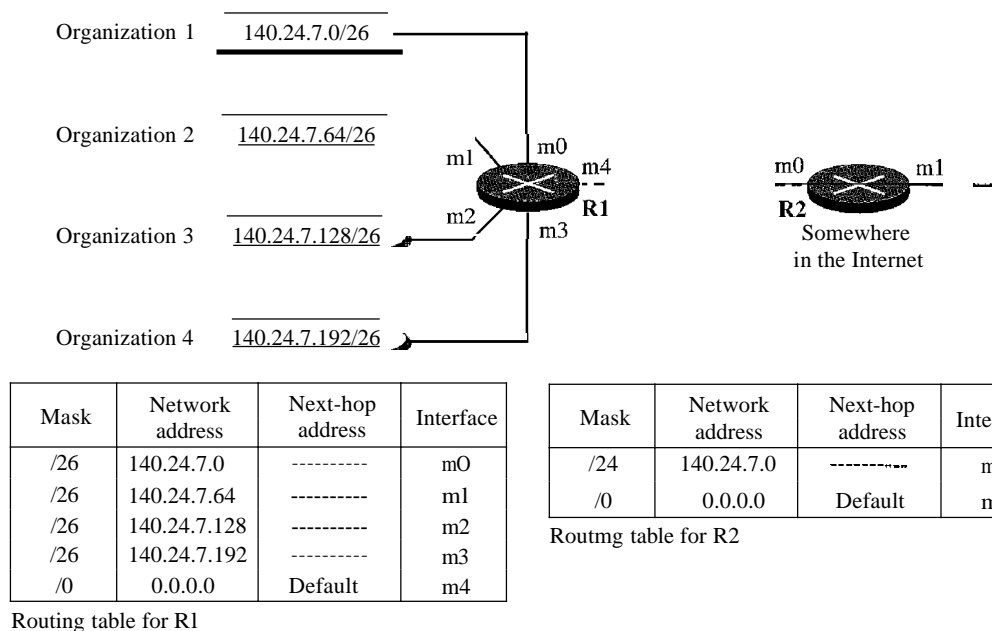 Organization 1 140.24.7.0/26
Organization 2 140.24.7.64/26
Organization 3 140.24.7.128/26
Organization 4 140.24.7.192/26
m0
m1
m2
m3
m4
R1
m0
m1
R2
Somewhere
in the Internet
Mask Network address Next-hop address Interface
/26 140.24.7.0 ---------- mO
/26 140.24.7.64 ---------- ml
/26 140.24.7.128 ---------- m2
/26 140.24.7.192 ---------- m3
/0 0.0.0.0 Default m4
Routing table for Rl
Mask Network address Next-hop address Inte
/24 140.24.7.0 ---------- m
/0 0.0.0.0 Default m
Routmg table for R2